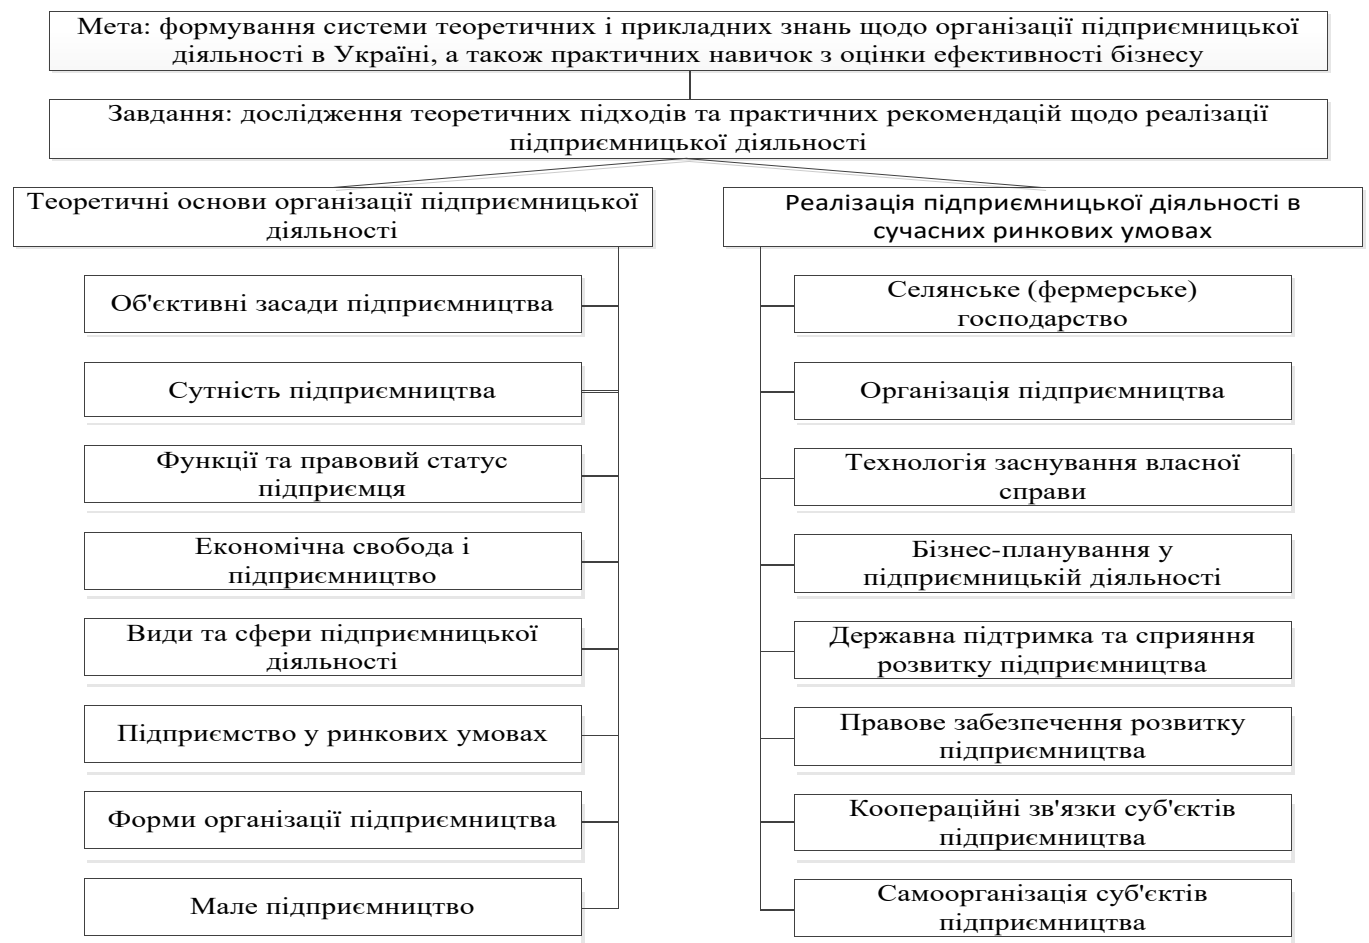 Мета: формування системи теоретичних і прикладних знань щодо організації підприємницької
діяльності в Україні, а також практичних навичок з оцінки ефективності бізнесу
Завдання: дослідження теоретичних підходів та практичних рекомендацій щодо реалізації
підприємницької діяльності
Теоретичні основи організації підприємницької
діяльності
Об'єктивні засади підприємництва
Сутність підприємництва
Функції та правовий статус
підприємця
Економічна свобода і
підприємництво
Види та сфери підприємницької
діяльності
Підприємство у ринкових умовах
Форми організації підприємництва
Мале підприємництво
Реалізація підприємницької діяльності в
сучасних ринкових умовах
Селянське (фермерське)
господарство
Організація підприємництва
Технологія заснування власної
справи
Бізнес-планування у
підприємницькій діяльності
Державна підтримка та сприяння
розвитку підприємництва
Правове забезпечення розвитку
підприємництва
Коопераційні зв'язки суб'єктів
підприємництва
Самоорганізація суб'єктів
підприємництва